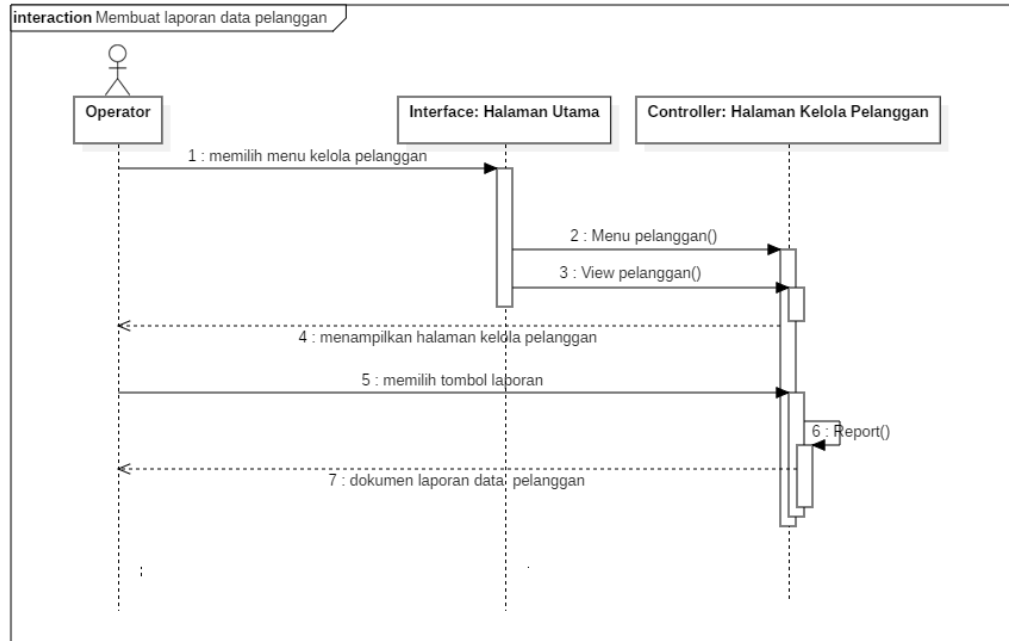 interaction Membuat laporan data pelanggan
Operator
Interface: Halaman Utama
Controller: Halaman Kelola Pelanggan
1 : memilih menu kelola pelanggan
2 : Menu pelanggan()
3 : View pelanggan()
4 : menampilkan halaman kelola pelanggan
5 : memilih tombol laporan
6 : Report()
7 : dokumen laporan data pelanggan